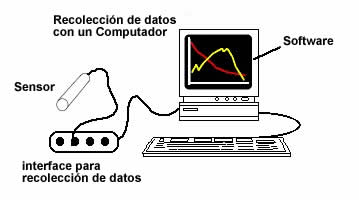 Recolección de datos
con un Computador
Software
Sensor
interface para
recolección de datos